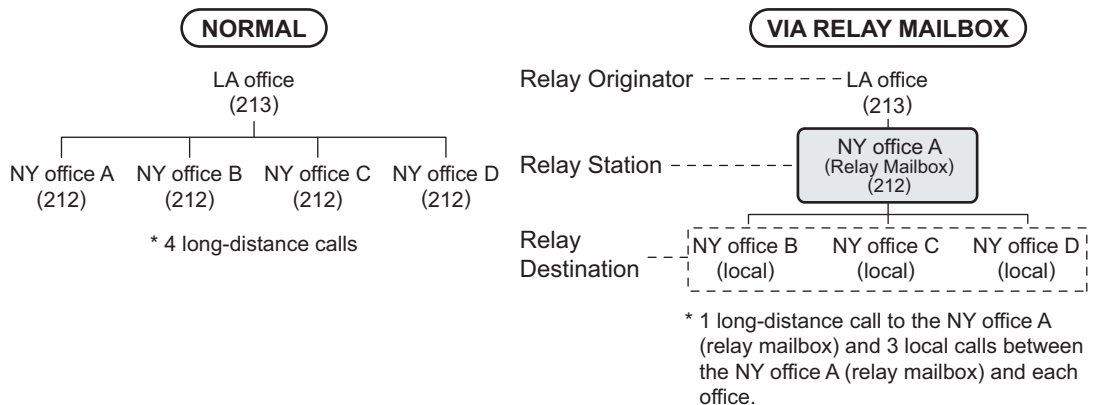 NORMAL
LA office
(213)
NY office A
(212)
NY office B
(212)
NY office C
(212)
NY office D
(212)
* 4 long-distance calls
VIA RELAY MAILBOX
Relay Originator
LA office
(213)
Relay Station
NY office A
(Relay Mailbox)
(212)
Relay
Destination
NY office B
(local)
NY office C
(local)
NY office D
(local)
* 1 long-distance call to the NY office A
(relay mailbox) and 3 local calls between
the NY office A (relay mailbox) and each
office.